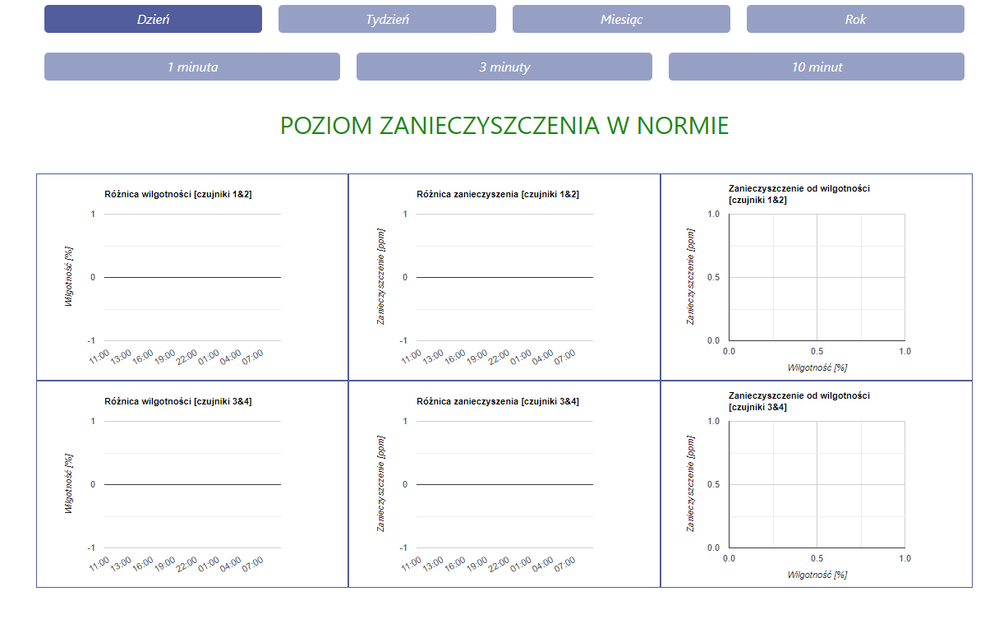 Dzień
Tydzień
Miesiąc
Rok
1 minuta
3 minuty
10 minut
POZIOM ZANIECZYSZCZENIA W NORMIE
Różnica wilgotności [czujniki 1&2]
Wilgotność [%]
1
0
-1
11:00 13:00 16:00 19:00 22:00 01:00 04:00 07:00
Różnica zanieczyszenia [czujniki 1&2]
Zanieczyszczenie [ppm]
1
0
-1
11:00 13:00 16:00 19:00 22:00 01:00 04:00 07:00
Zanieczyszczenie od wilgotności
[czujniki 1&2]
Zanieczyszczenie [ppm]
1.0
0.5
0.0
0.0 0.5 1.0
Wilgotność [%]
Różnica wilgotności [czujniki 3&4]
Wilgotność [%]
1
0
-1
11:00 13:00 16:00 19:00 22:00 01:00 04:00 07:00
Różnica zanieczyszenia [czujniki 3&4]
Zanieczyszczenie [ppm]
1
0
-1
11:00 13:00 16:00 19:00 22:00 01:00 04:00 07:00
Zanieczyszczenie od wilgotności
[czujniki 3&4]
Zanieczyszczenie [ppm]
1.0
0.5
0.0
0.0 0.5 1.0
Wilgotność [%]